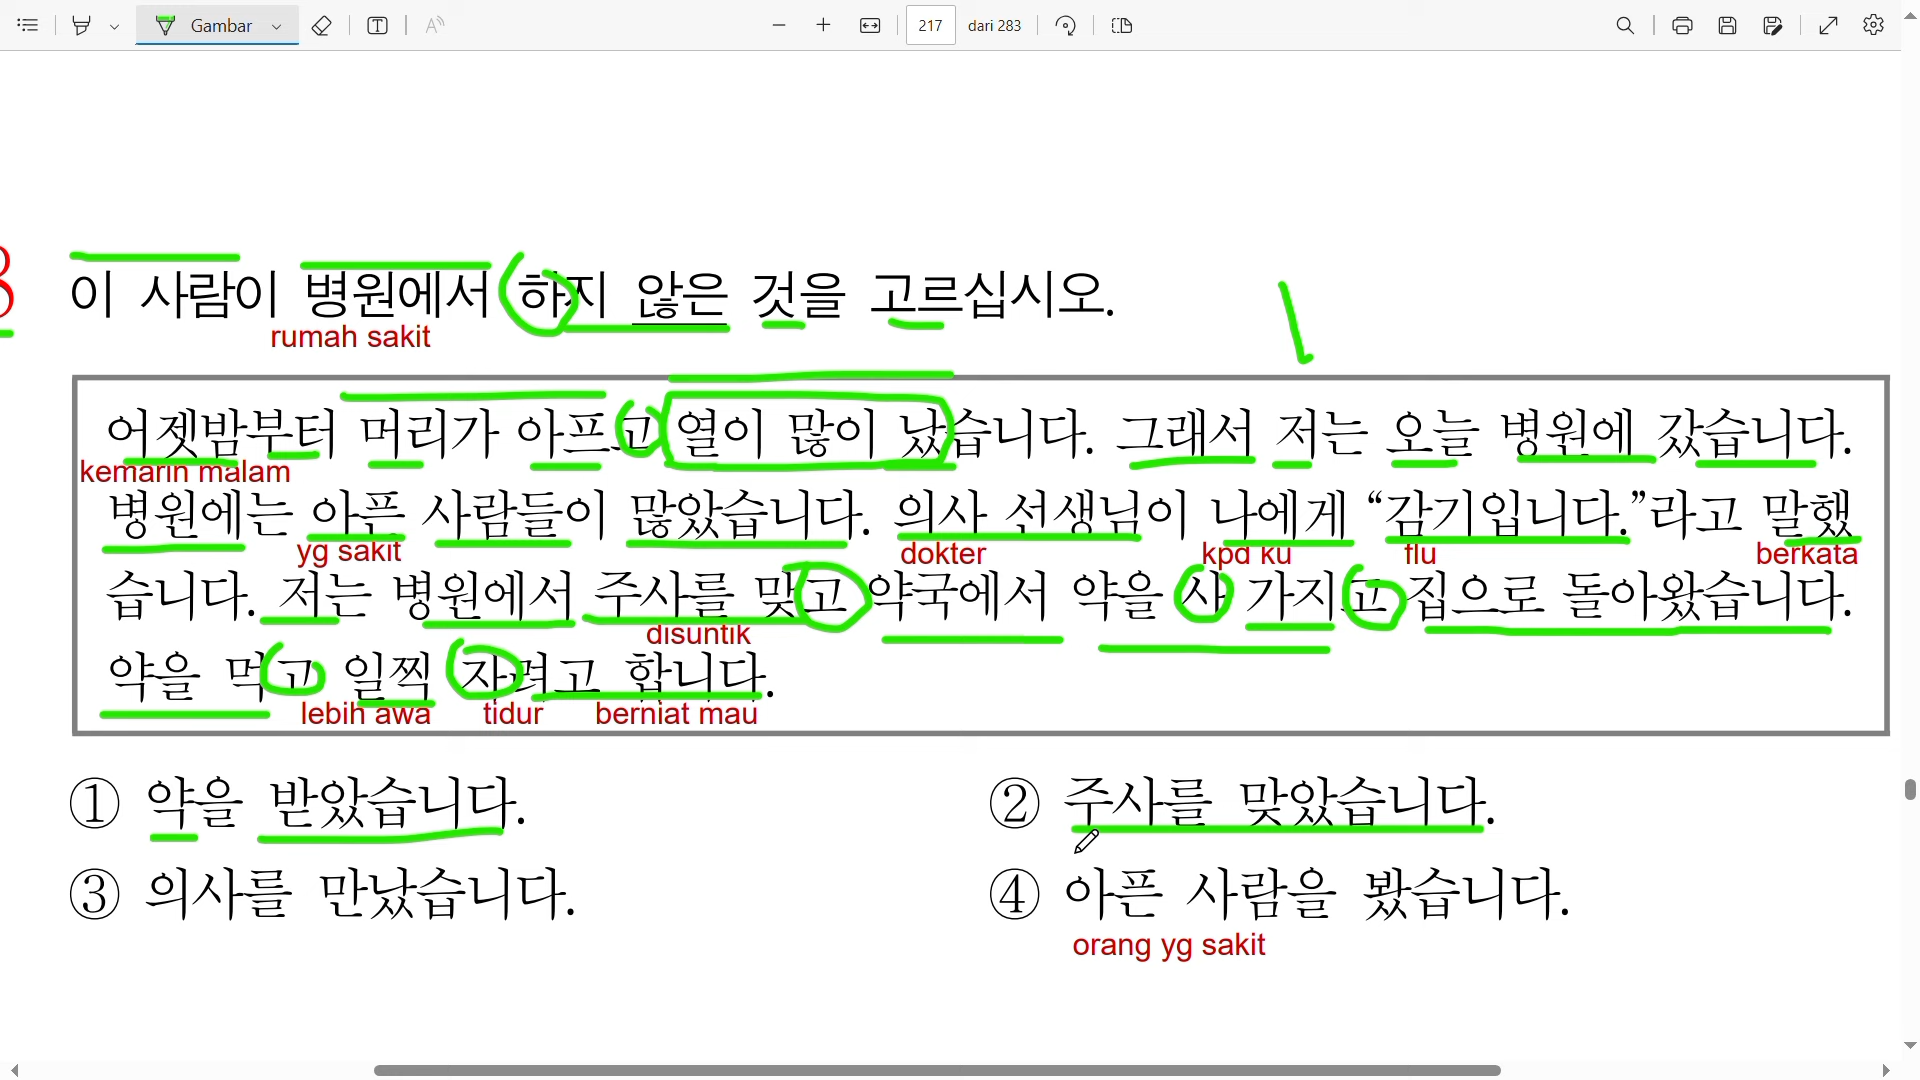 Gambar
217 dari 283
이 사람이 병원에서 하지 않은 것을 고르십시오.
rumah sakit
어젯밤부터 머리가 아프고 열이 많이 났습니다. 그래서 저는 오늘 병원에 갔습니다.
kemarin malam
병원에는 아픈 사람들이 많았습니다. 의사 선생님이 나에게 “감기입니다.”라고 말했
yg sakit dokter kpd ku flu berkata
습니다. 저는 병원에서 주사를 맞고 약국에서 약을 사 가지고 집으로 돌아왔습니다.
disuntik
약을 먹고 일찍 자려고 합니다.
lebih awa tidur berniat mau
① 약을 받았습니다. ② 주사를 맞았습니다.
③ 의사를 만났습니다. ④ 아픈 사람을 봤습니다.
orang yg sakit